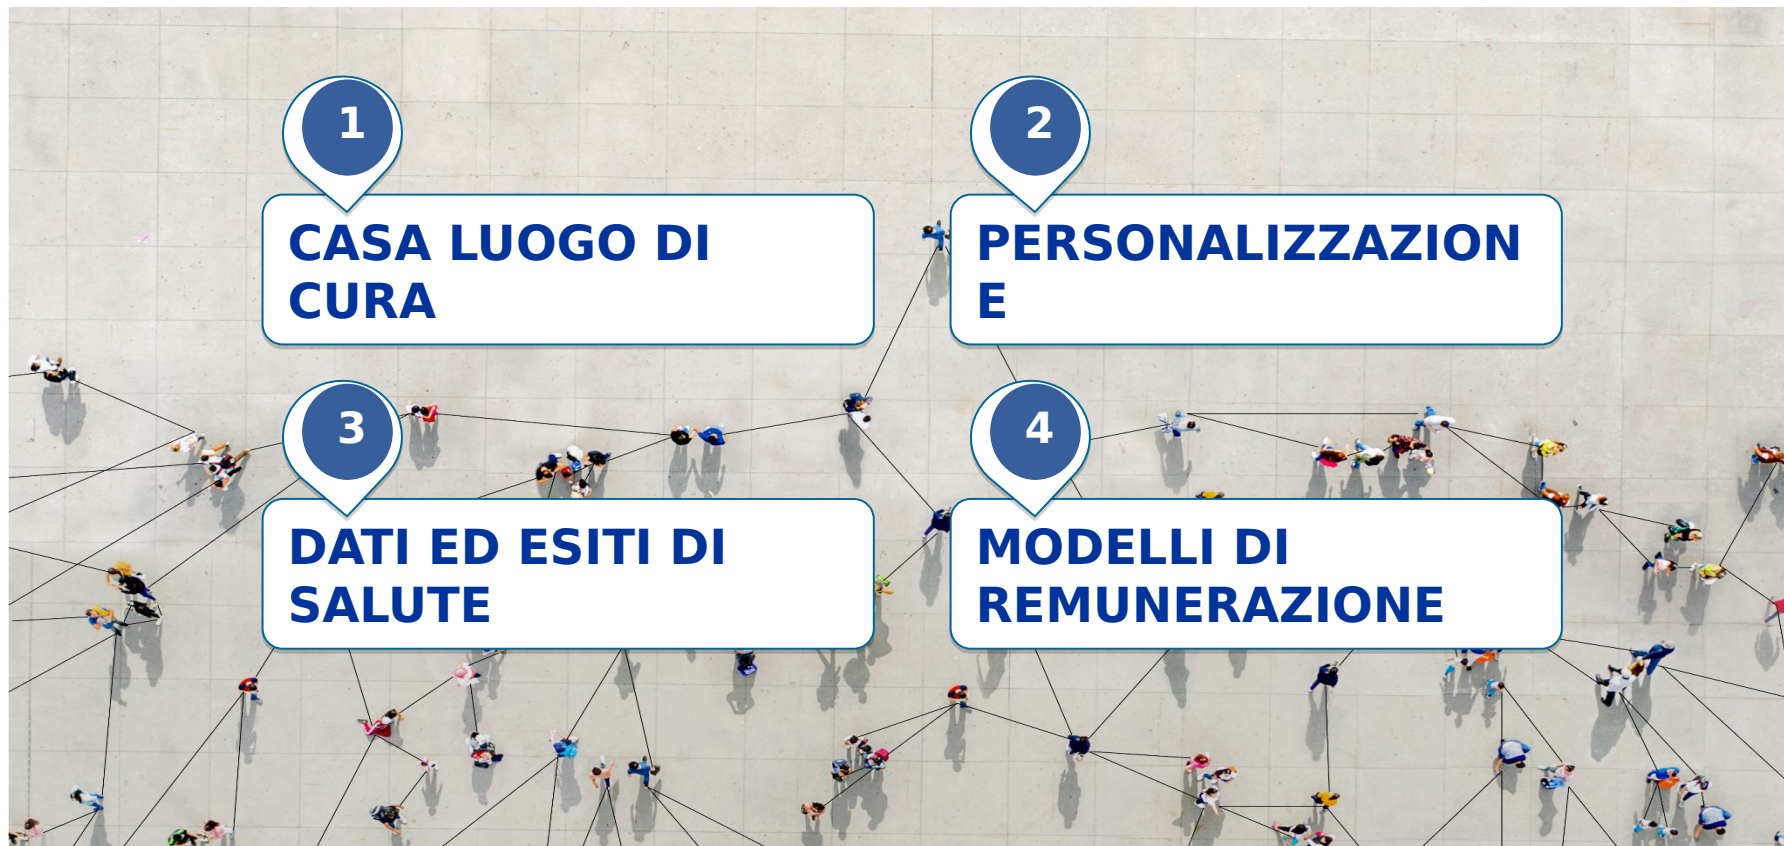 1
CASA LUOGO DI
CURA
2
PERSONALIZZAZION
E
3
DATI ED ESITI DI
SALUTE
4
MODELLI DI
REMUNERAZIONE